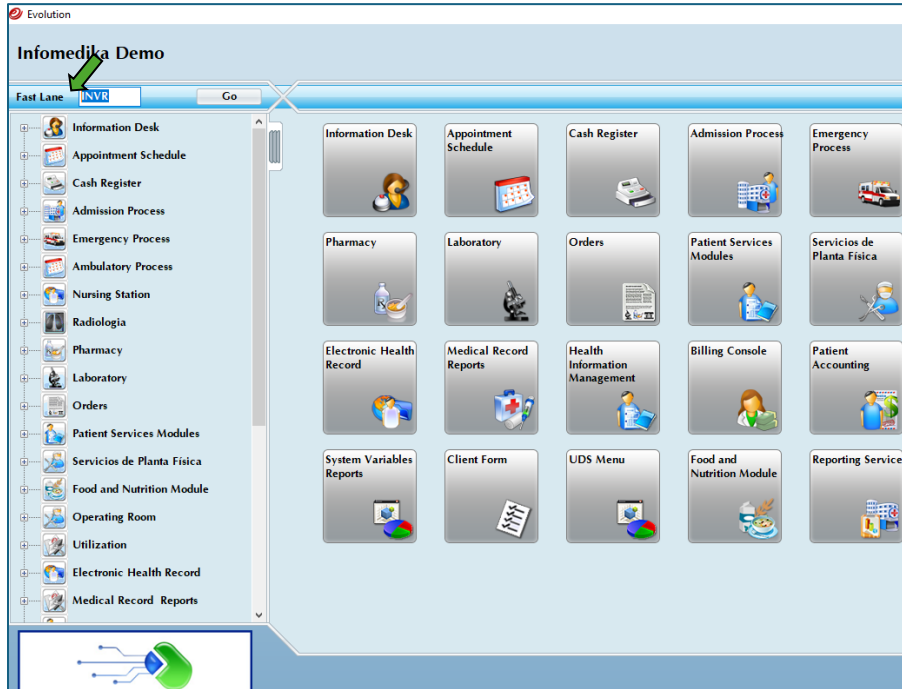 Evolution
Infomedika Demo
Fast Lane INVR Go
Information Desk
Appointment Schedule
Cash Register
Admission Process
Emergency Process
Ambulatory Process
Nursing Station
Radiologia
Pharmacy
Laboratory
Orders
Patient Services Modules
Servicios de Planta Física
Food and Nutrition Module
Operating Room
Utilization
Electronic Health Record
Medical Record Reports
Information Desk
Appointment
Schedule
Cash Register
Admission Process
Emergency
Process
Pharmacy
Laboratory
Orders
Patient Services
Modules
Servicios de
Planta Física
Electronic Health
Record
Medical Record
Reports
Health
Information
Management
Billing Console
Patient
Accounting
System Variables
Reports
Client Form
UDS Menu
Food and
Nutrition Module
Reporting Service